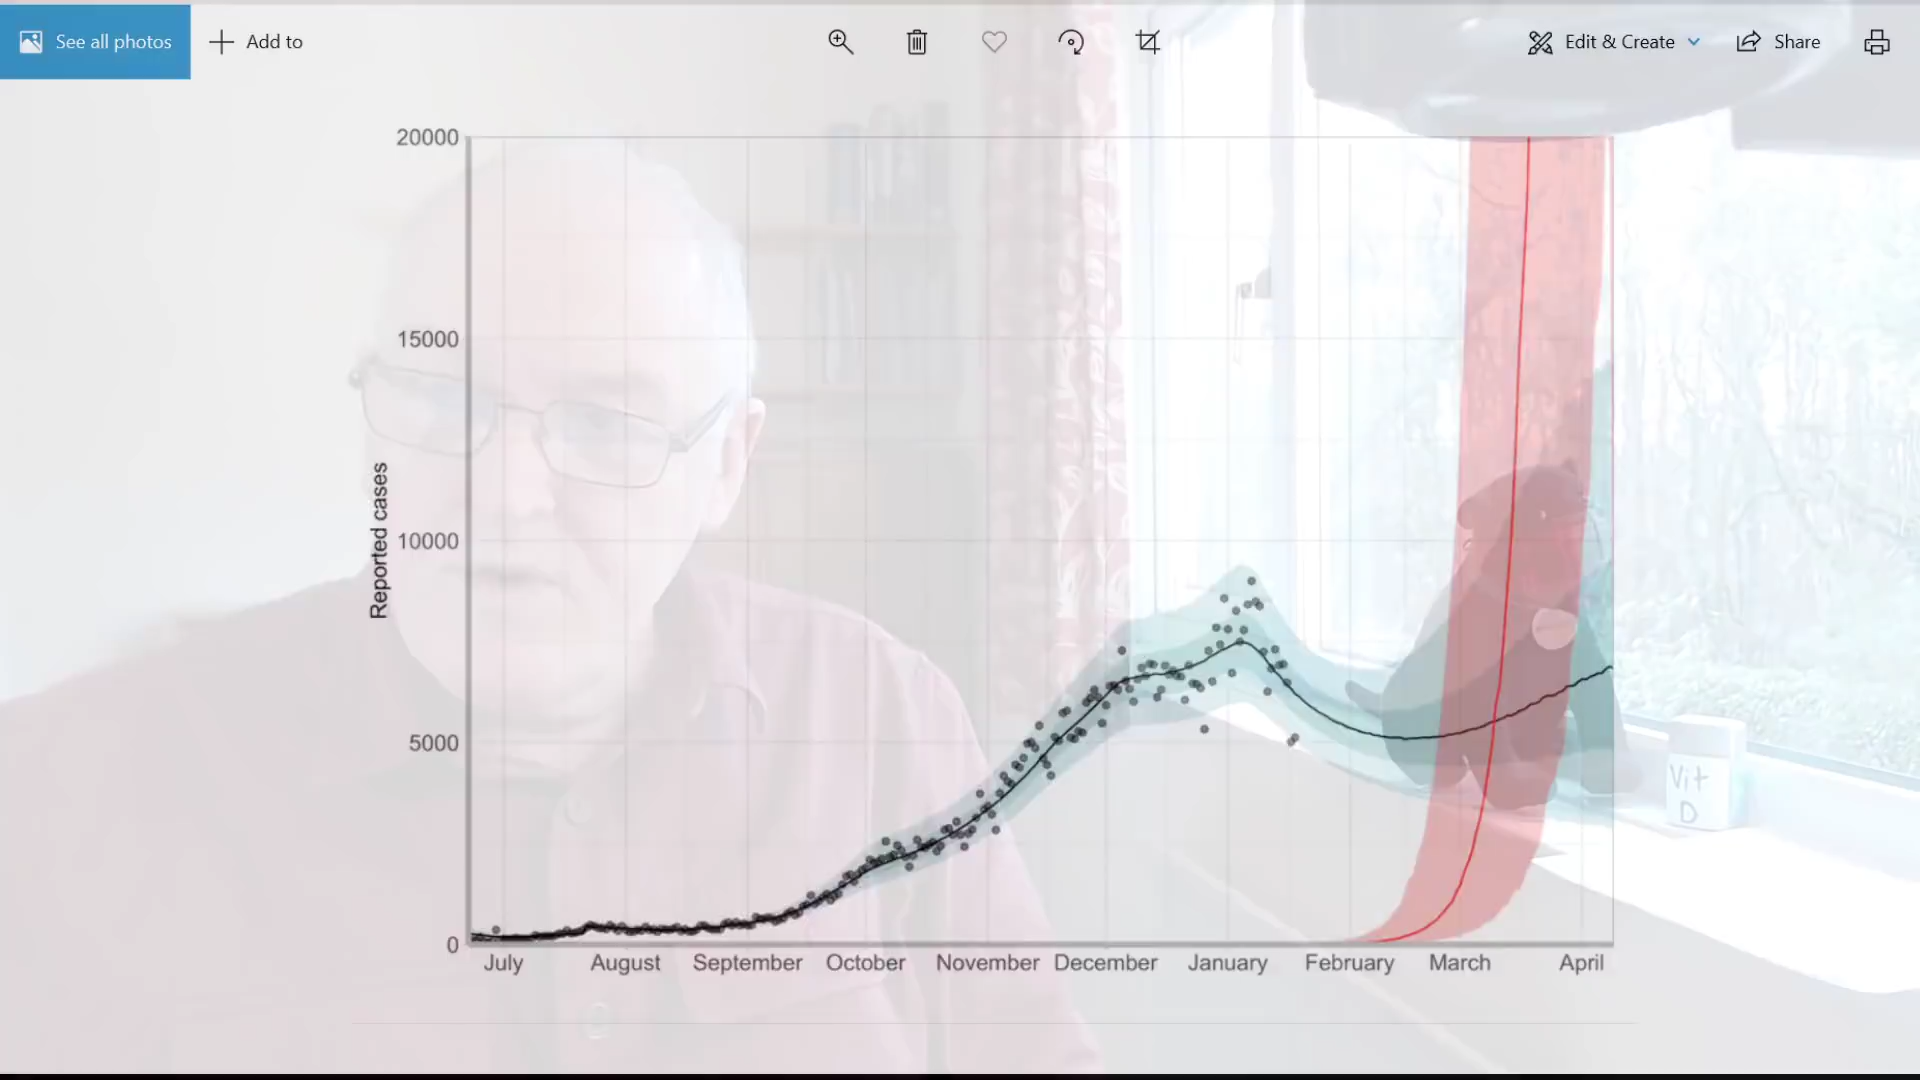 See all photos
Add to
Edit & Create
Share
20000
15000
10000
5000
0
Reported cases
July
August
September
October
November
December
January
February
March
April
Vit
D